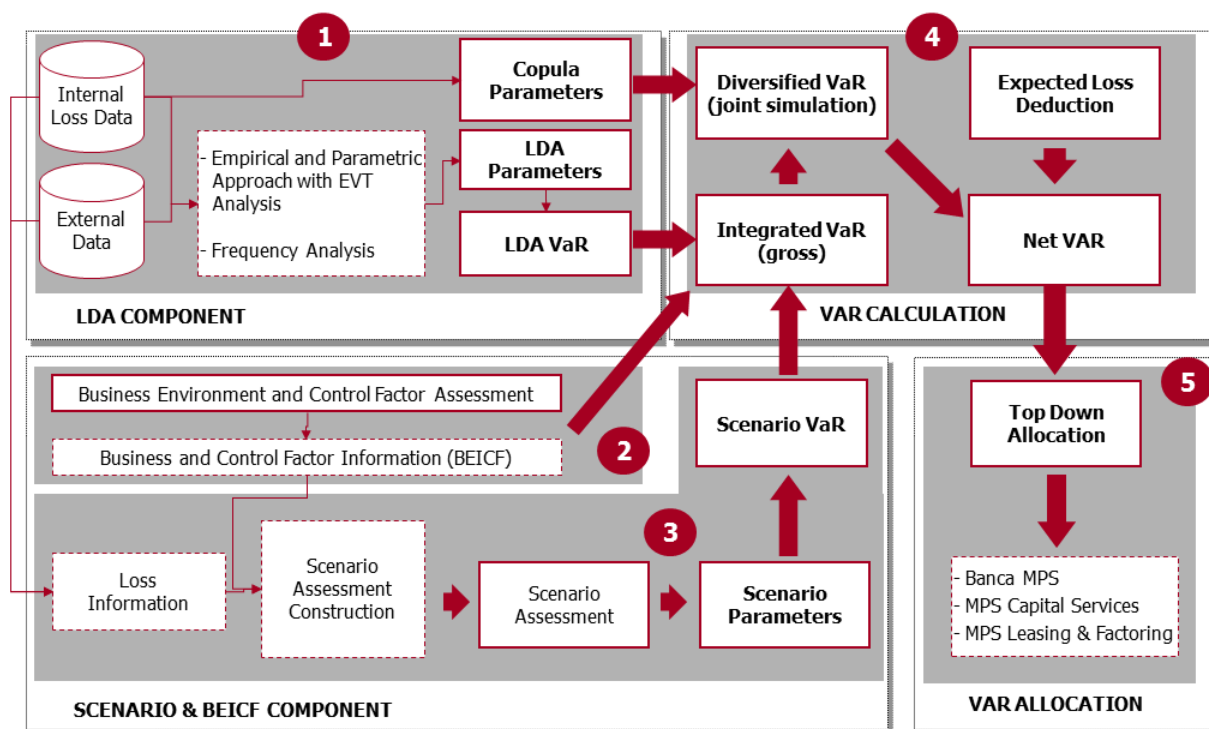 1
Internal
Loss Data
External
Data
- Empirical and Parametric
Approach with EVT
Analysis
- Frequency Analysis
Copula
Parameters
LDA
Parameters
LDA VaR
LDA COMPONENT
4
Diversified VaR
(joint simulation)
Expected Loss
Deduction
Integrated VaR
(gross)
Net VAR
VAR CALCULATION
Business Environment and Control Factor Assessment
Business and Control Factor Information (BEICF)
2
Scenario VaR
3
Loss
Information
Scenario
Assessment
Construction
Scenario
Assessment
Scenario
Parameters
SCENARIO & BEICF COMPONENT
5
Top Down
Allocation
- Banca MPS
- MPS Capital Services
- MPS Leasing & Factoring
VAR ALLOCATION